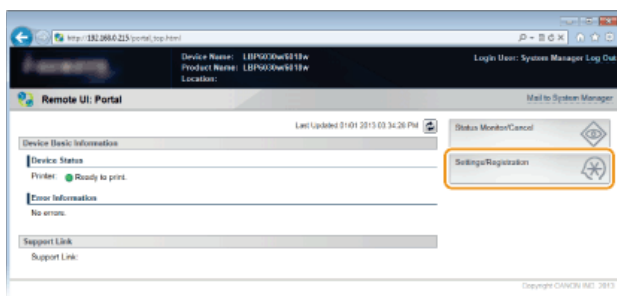 http://192.168.0.215/portal_top.html
Device Name: LBP6030w/6018w
Product Name: LBP6030w/6018w
Location:
Login User: System Manager Log Out
Remote UI: Portal
Mail to System Manager
Last Updated 01/01 2013 03:34:26 PM
Device Basic Information
Device Status
Printer: Ready to print.
Error Information
No errors.
Support Link
Support Link:
Status Monitor/Cancel
Settings/Registration
Copyright CANON INC. 2013